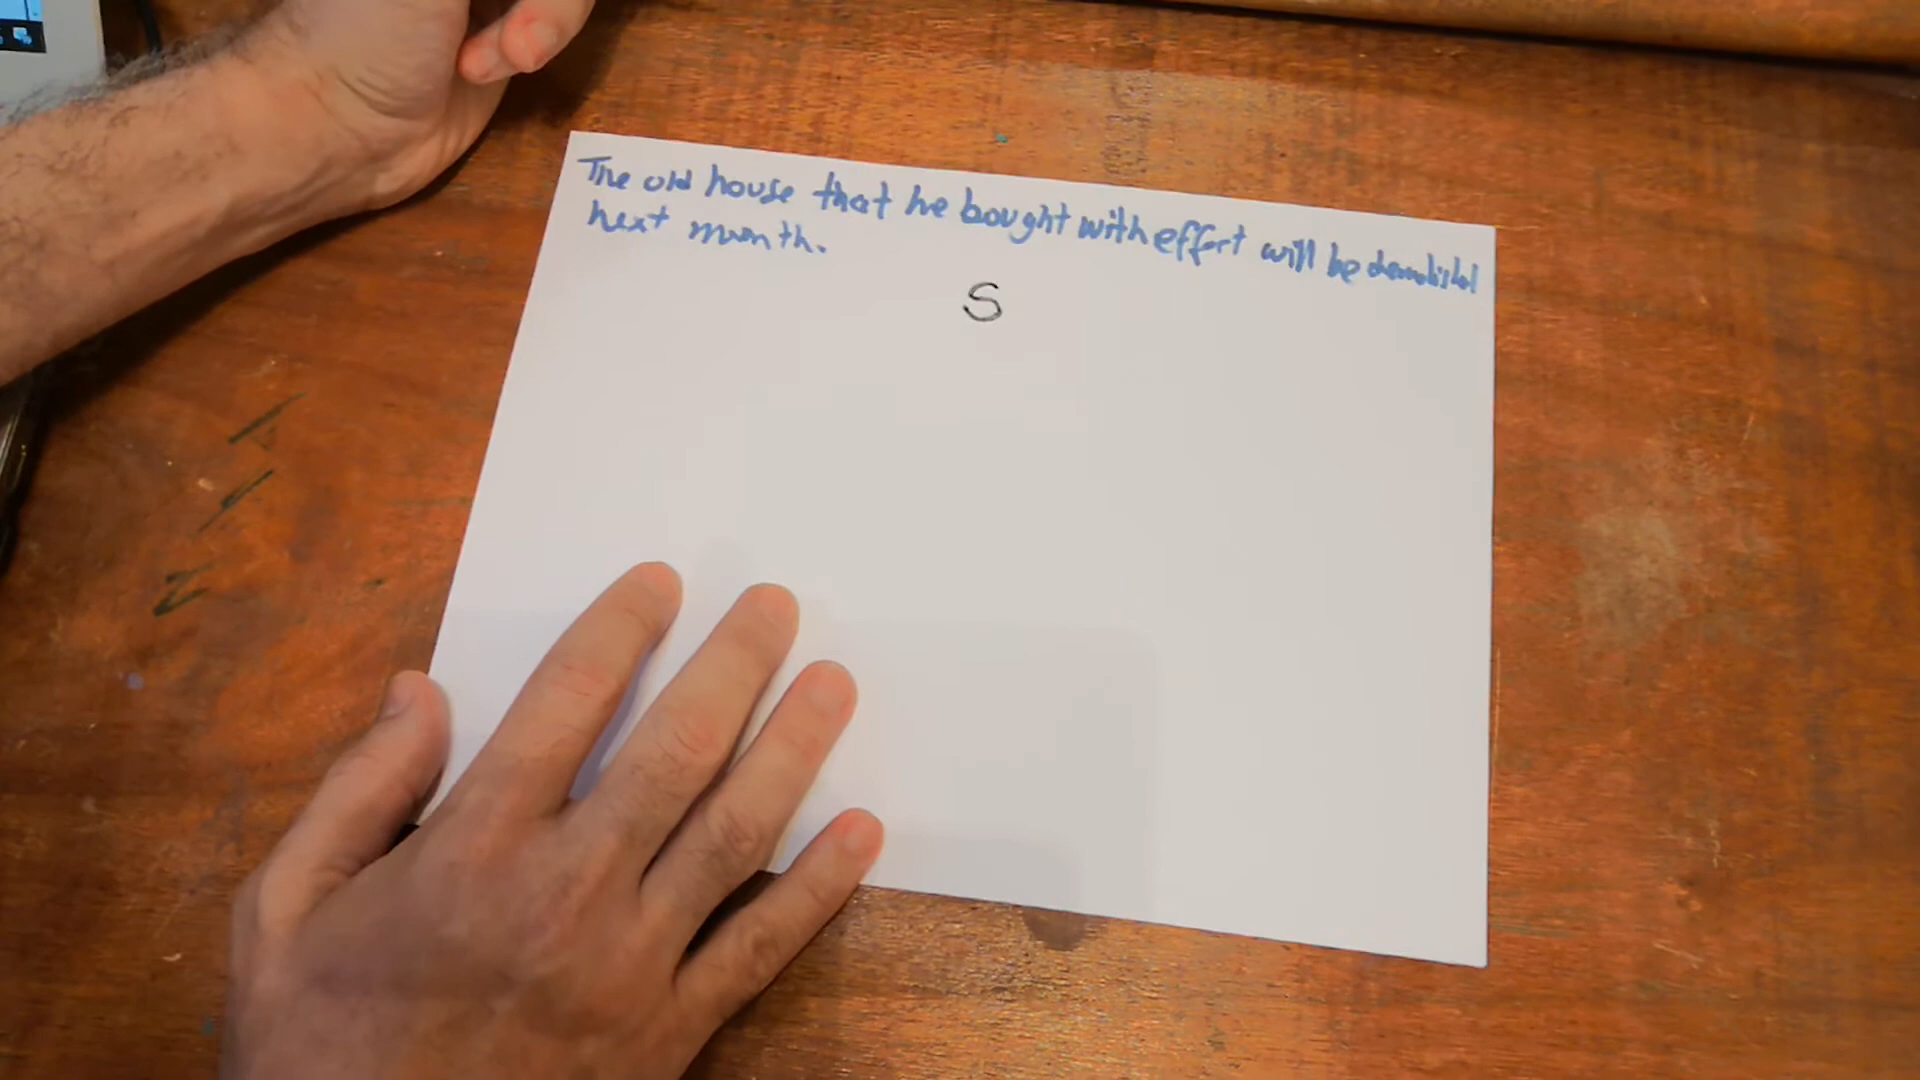 The old house that he bought with effort will be demolished
next month.
S